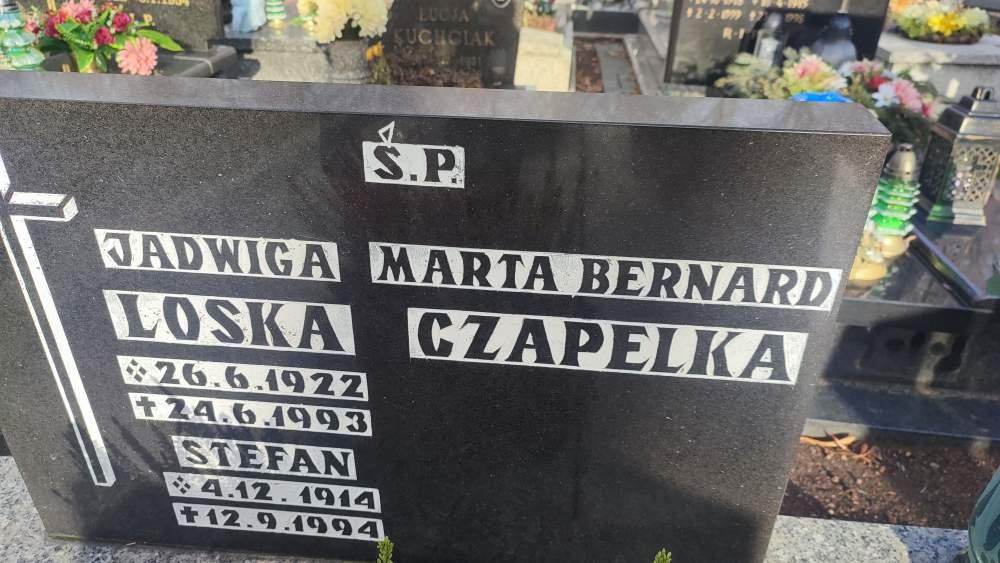 LUCJA
KUCHCIAK
Ś.P.
JADWIGA
LOSKA
26.6.1922
24.6.1993
STEFAN
4.12.1914
12.9.1994
MARTA BERNARD
CZAPELKA